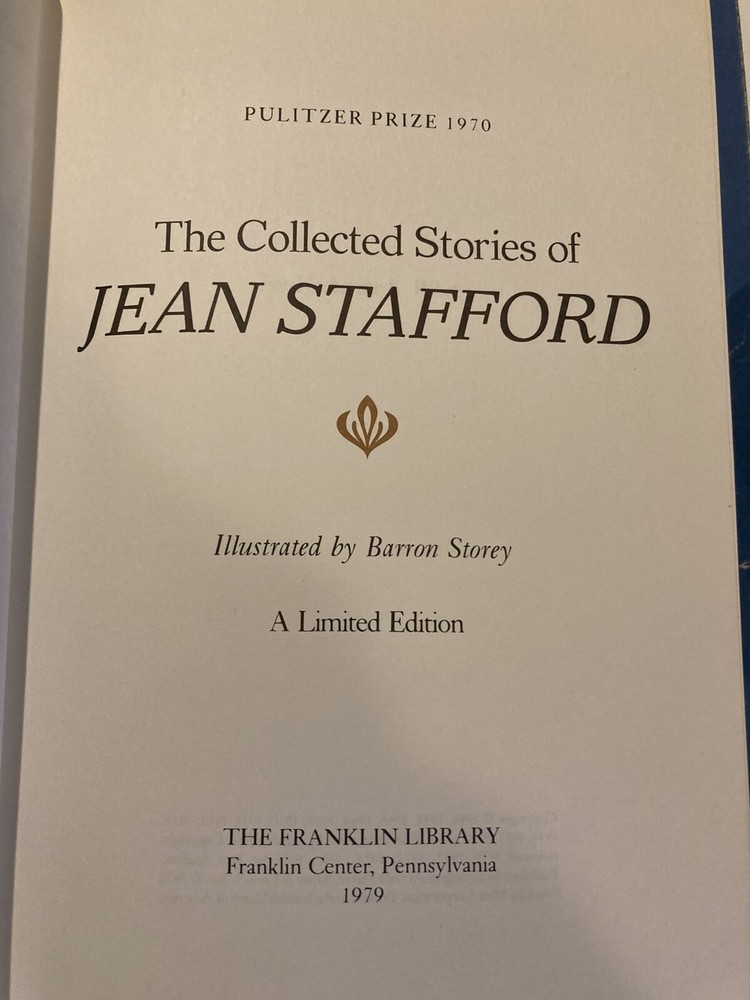 PULITZER PRIZE 1970
The Collected Stories of
JEAN STAFFORD
Illustrated by Barron Storey
A Limited Edition
THE FRANKLIN LIBRARY
Franklin Center, Pennsylvania
1979